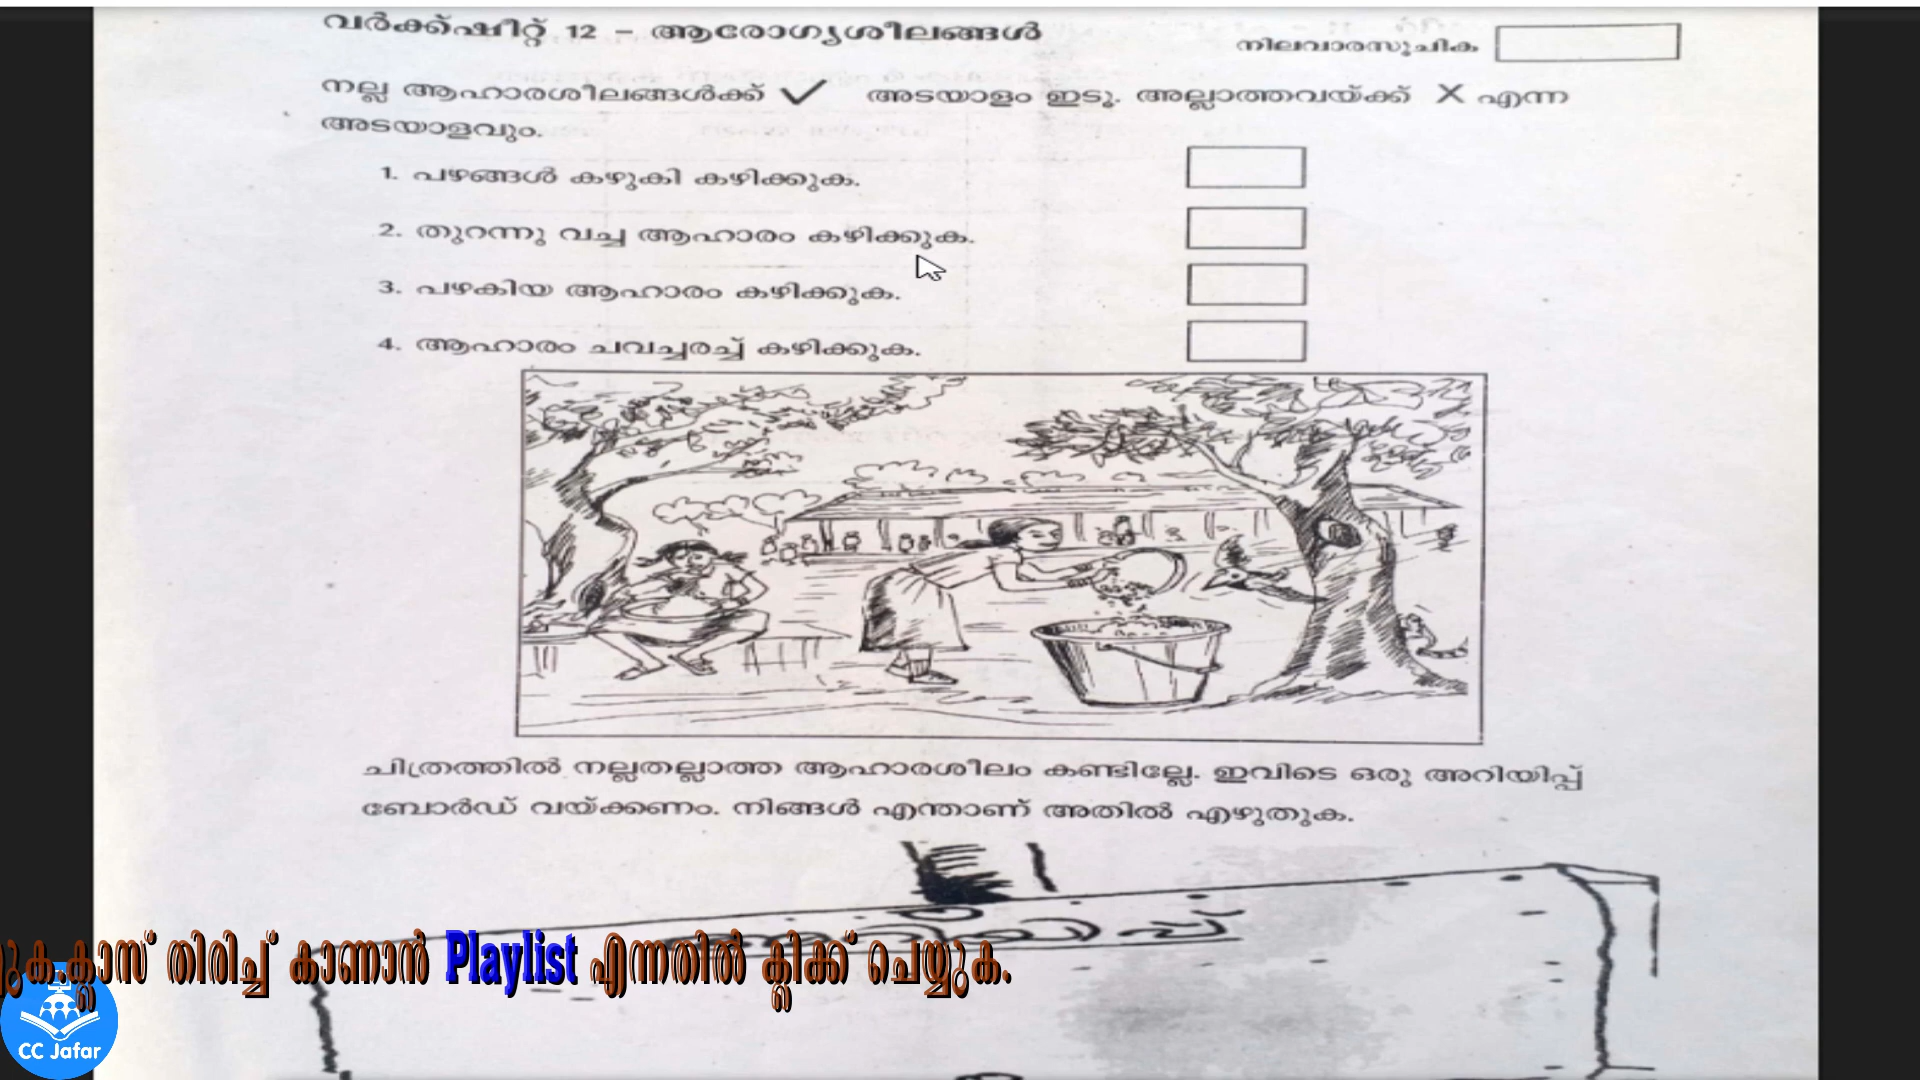 വർക്ക്ഷീറ്റ് 12 - ആരോഗ്യശീലങ്ങൾ
നിലവാരസൂചിക
നല്ല ആഹാരശീലങ്ങൾക്ക് ✓ അടയാളം ഇടൂ. അല്ലാത്തവയ്ക്ക് X എന്ന
അടയാളവും.
1. പഴങ്ങൾ കഴുകി കഴിക്കുക.
2. തുറന്നു വച്ച ആഹാരം കഴിക്കുക.
3. പഴകിയ ആഹാരം കഴിക്കുക.
4. ആഹാരം ചവച്ചരച്ച് കഴിക്കുക.
ചിത്രത്തിൽ നല്ലതല്ലാത്ത ആഹാരശീലം കണ്ടില്ലേ. ഇവിടെ ഒരു അറിയിപ്പ്
ബോർഡ് വയ്ക്കണം. നിങ്ങൾ എന്താണ് അതിൽ എഴുതുക.
ക്ലാസ് തിരിച്ച് കാണാൻ Playlist എന്നതിൽ ക്ലിക്ക് ചെയ്യുക.
CC Jafar